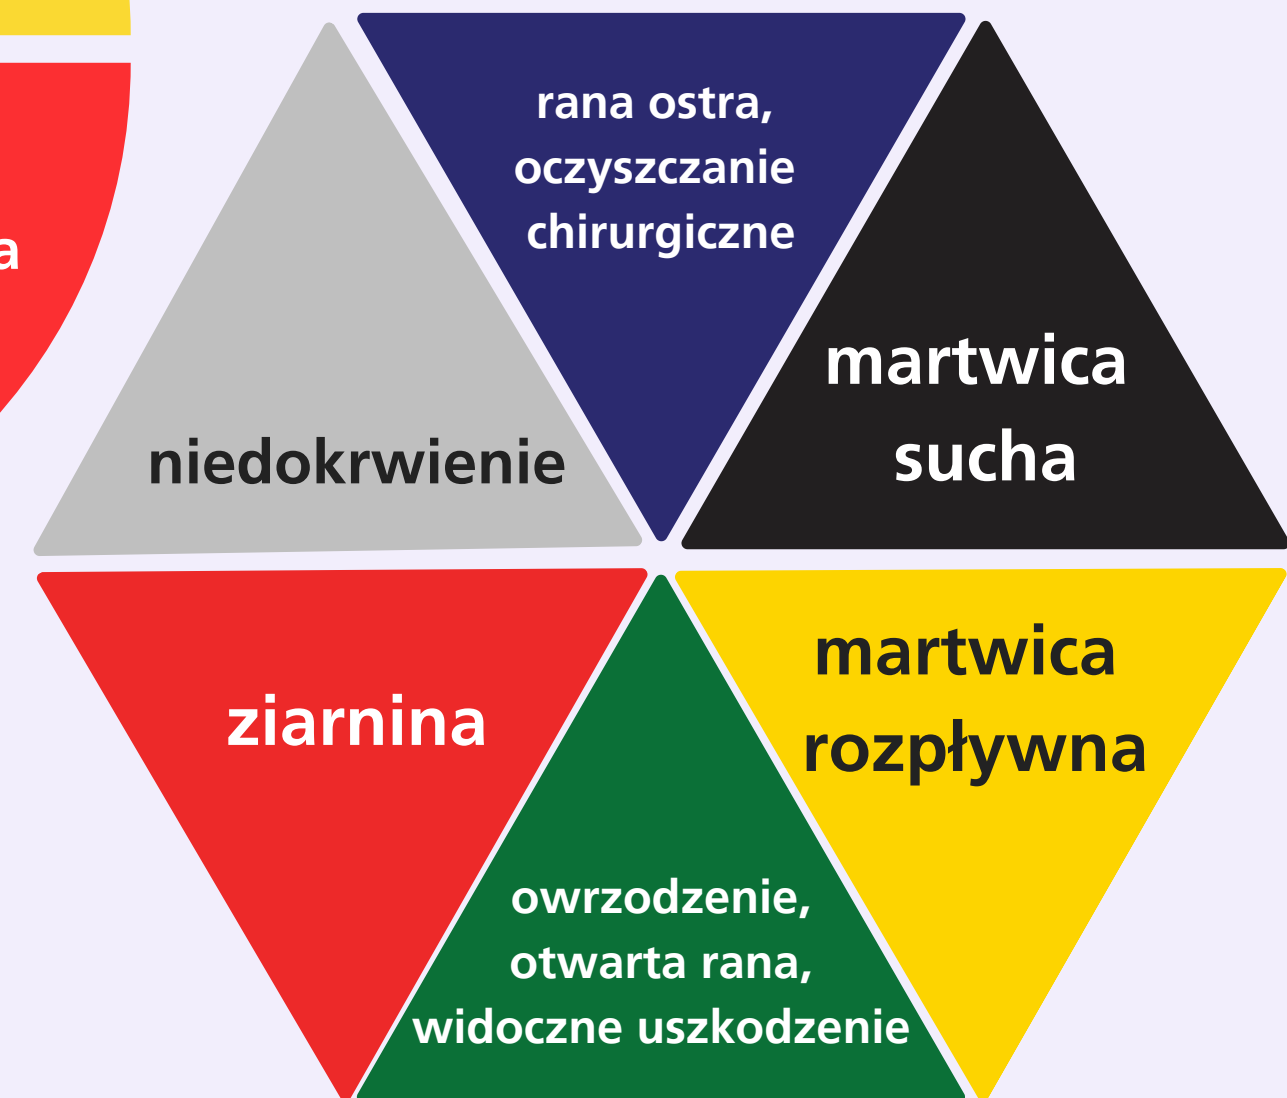 rana ostra,
oczyszczanie
chirurgiczne
a
martwica
sucha
niedokrwienie
ziarnina
martwica
rozpływna
owrzodzenie,
otwarta rana,
widoczne uszkodzenie